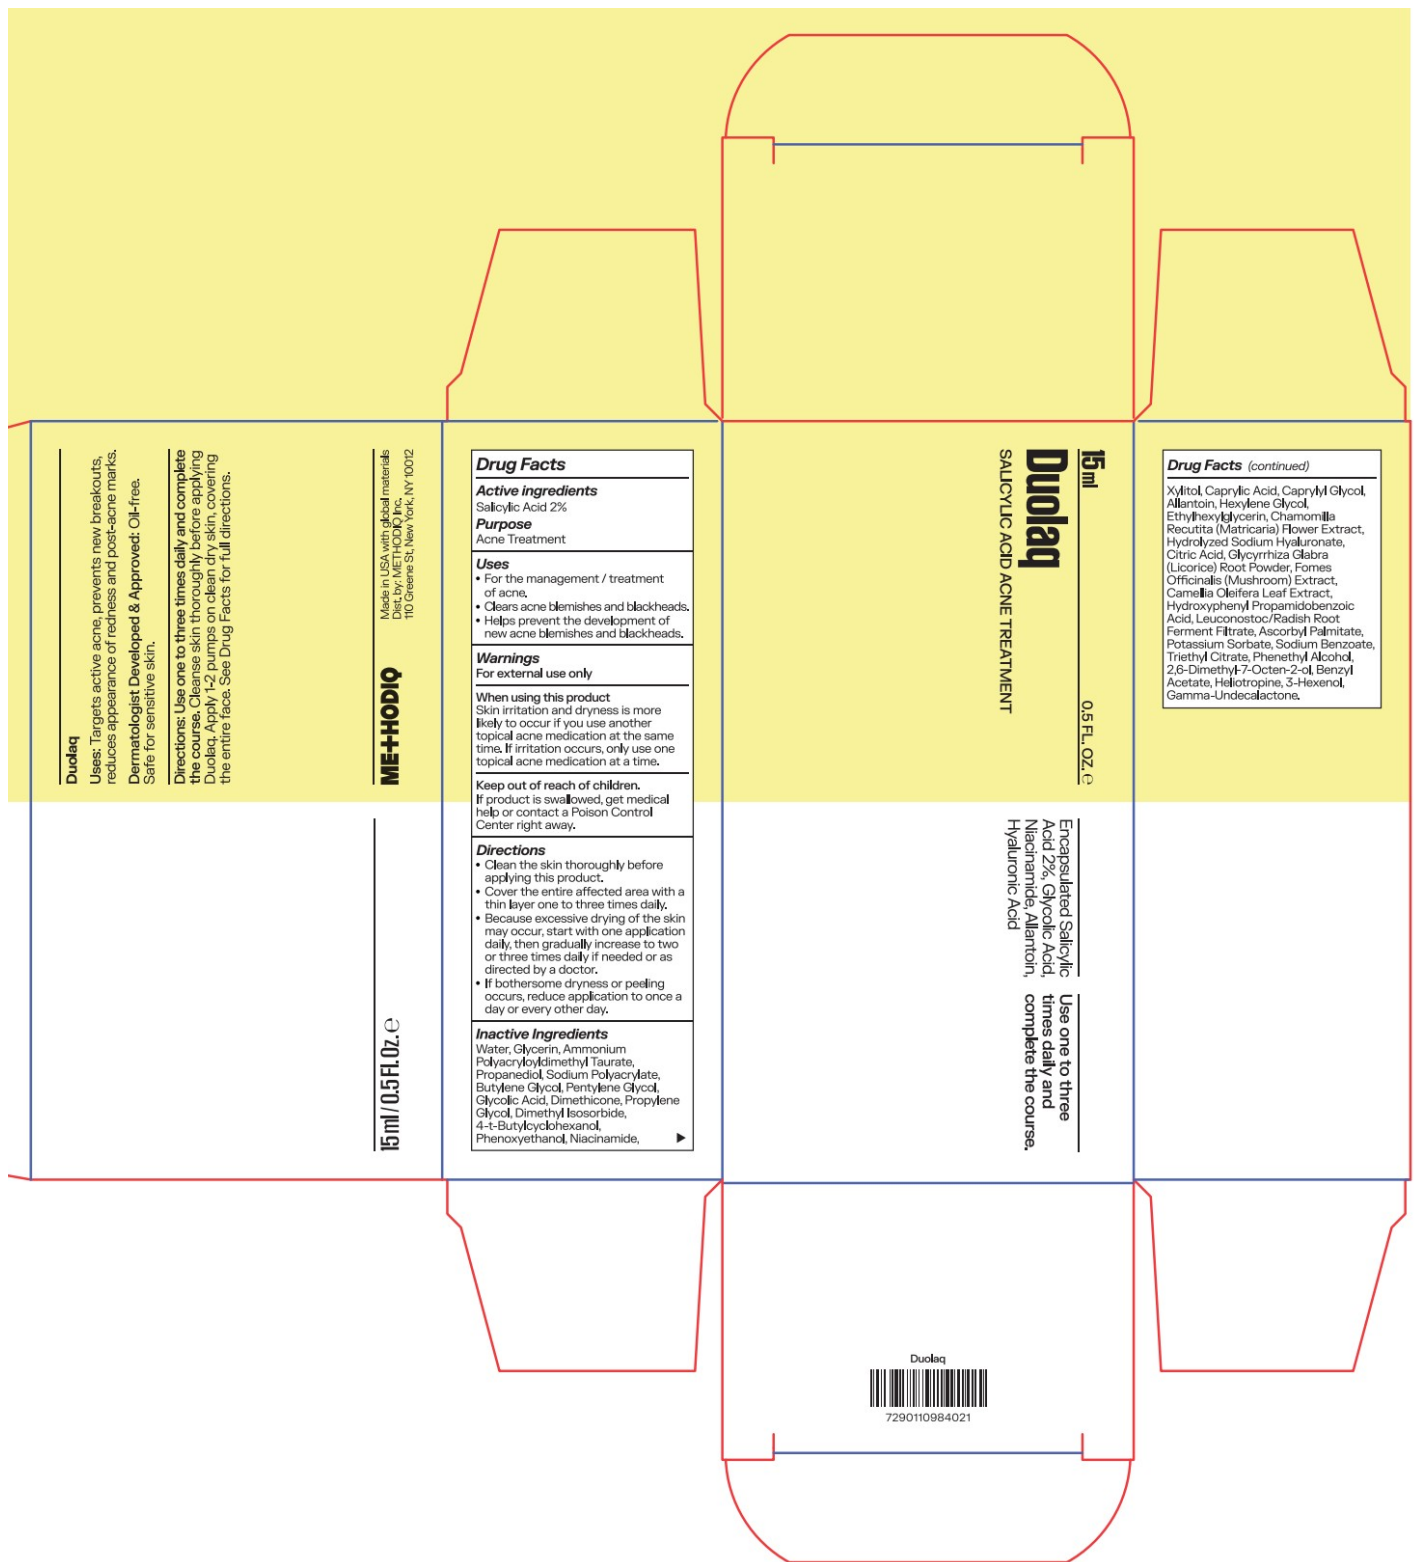 Duolaq
Uses: Targets active acne, prevents new breakouts,
reduces appearance of redness and post-acne marks.
Dermatologist Developed & Approved: Oil-free.
Safe for sensitive skin.
Directions: Use one to three times daily and complete
the course. Cleanse skin thoroughly before applying
Duolaq. Apply 1-2 pumps on clean dry skin, covering
the entire face. See Drug Facts for full directions.
METHODIQ
Made in USA with global materials
Dist. by: METHODIQ Inc.
110 Greene St, New York, NY 10012
15 ml / 0.5 Fl. Oz. ℮
Drug Facts
Active ingredients
Salicylic Acid 2%
Purpose
Acne Treatment
Uses
• For the management / treatment
of acne.
• Clears acne blemishes and blackheads.
• Helps prevent the development of
new acne blemishes and blackheads.
Warnings
For external use only
When using this product
Skin irritation and dryness is more
likely to occur if you use another
topical acne medication at the same
time. If irritation occurs, only use one
topical acne medication at a time.
Keep out of reach of children.
If product is swallowed, get medical
help or contact a Poison Control
Center right away.
Directions
• Clean the skin thoroughly before
applying this product.
• Cover the entire affected area with a
thin layer one to three times daily.
• Because excessive drying of the skin
may occur, start with one application
daily, then gradually increase to two
or three times daily if needed or as
directed by a doctor.
• If bothersome dryness or peeling
occurs, reduce application to once a
day or every other day.
Inactive Ingredients
Water, Glycerin, Ammonium
Polyacryloyldimethyl Taurate,
Propanediol, Sodium Polyacrylate,
Butylene Glycol, Pentylene Glycol,
Glycolic Acid, Dimethicone, Propylene
Glycol, Dimethyl Isosorbide,
4-t-Butylcyclohexanol,
Phenoxyethanol, Niacinamide, ▶
15 ml
0.5 FL. OZ. ℮
Duolaq
SALICYLIC ACID ACNE TREATMENT
Encapsulated Salicylic
Acid 2%, Glycolic Acid,
Niacinamide, Allantoin,
Hyaluronic Acid
Use one to three
times daily and
complete the course.
Drug Facts (continued)
Xylitol, Caprylic Acid, Caprylyl Glycol,
Allantoin, Hexylene Glycol,
Ethylhexylglycerin, Chamomilla
Recutita (Matricaria) Flower Extract,
Hydrolyzed Sodium Hyaluronate,
Citric Acid, Glycyrrhiza Glabra
(Licorice) Root Powder, Fomes
Officinalis (Mushroom) Extract,
Camellia Oleifera Leaf Extract,
Hydroxyphenyl Propamidobenzoic
Acid, Leuconostoc/Radish Root
Ferment Filtrate, Ascorbyl Palmitate,
Potassium Sorbate, Sodium Benzoate,
Triethyl Citrate, Phenethyl Alcohol,
2,6-Dimethyl-7-Octen-2-ol, Benzyl
Acetate, Heliotropine, 3-Hexenol,
Gamma-Undecalactone.
Duolaq
7290110984021